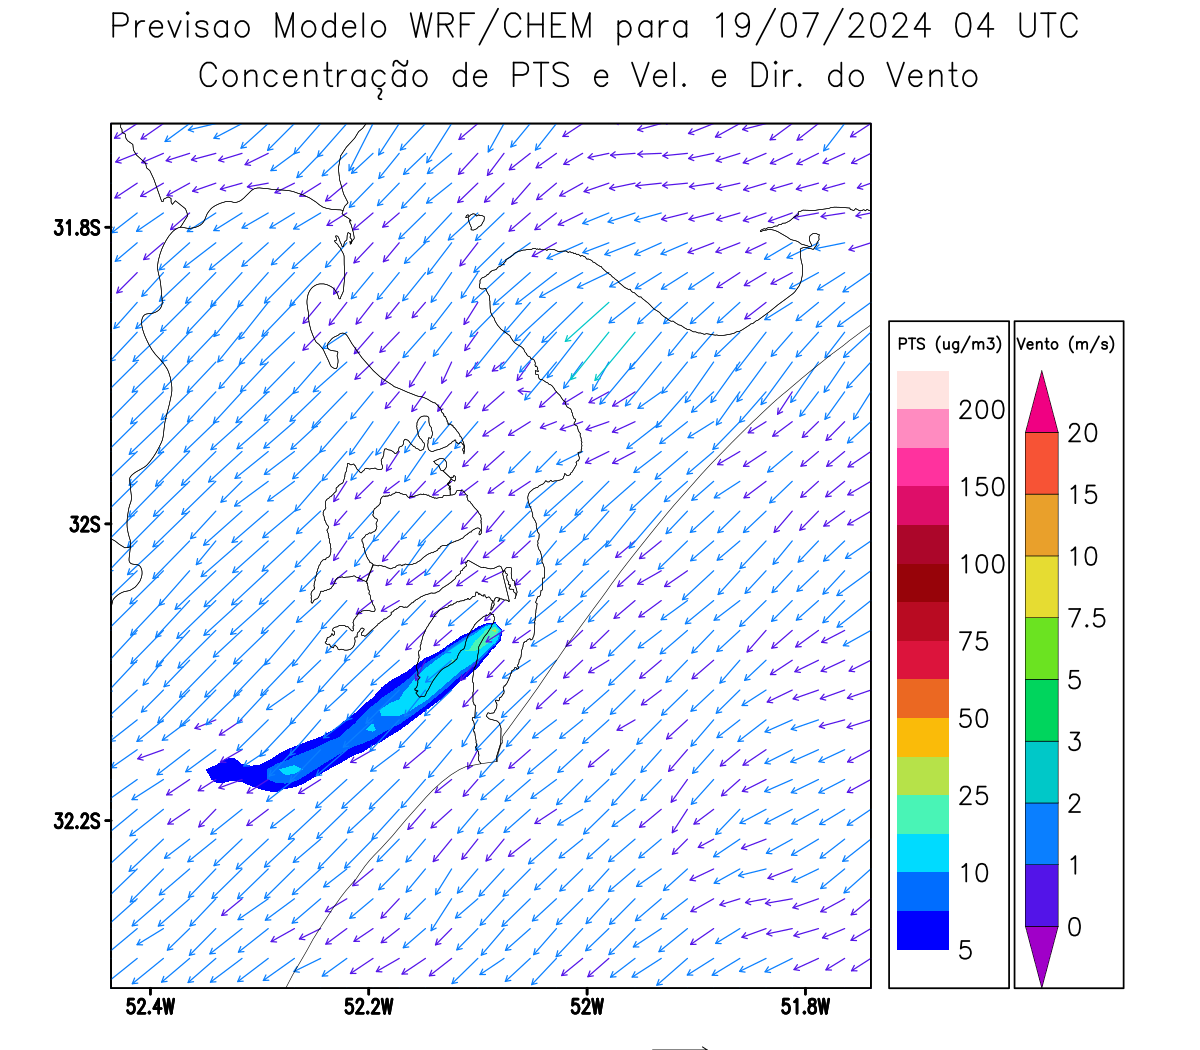 Previsao Modelo WRF/CHEM para 19/07/2024 04 UTC
Concentração de PTS e Vel. e Dir. do Vento
31.8S
32S
32.2S
52.4W 52.2W 52W 51.8W
PTS (ug/m3)
200
150
100
75
50
25
10
5
Vento (m/s)
20
15
10
7.5
5
3
2
1
0